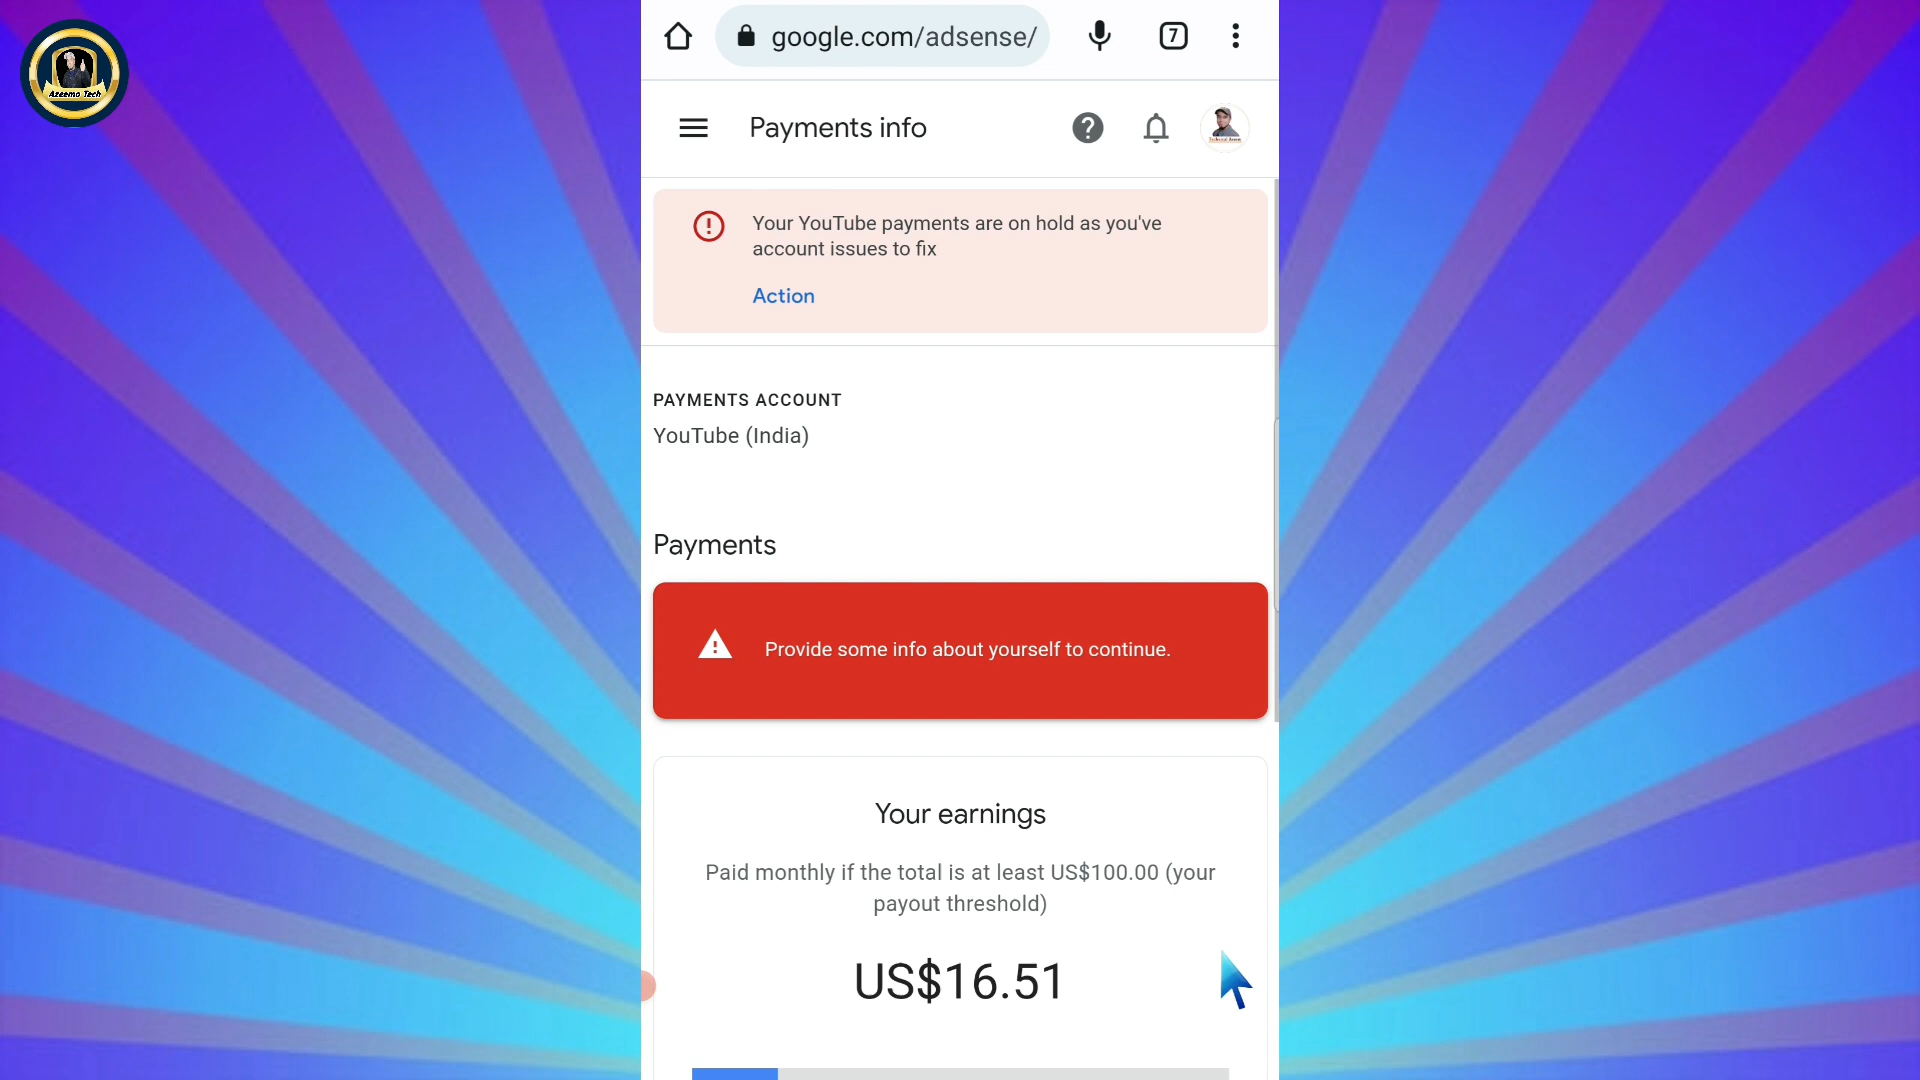 Azeemo Tech
google.com/adsense/
7
Payments info
Your YouTube payments are on hold as you've
account issues to fix
Action
PAYMENTS ACCOUNT
YouTube (India)
Payments
Provide some info about yourself to continue.
Your earnings
Paid monthly if the total is at least US$100.00 (your
payout threshold)
US$16.51